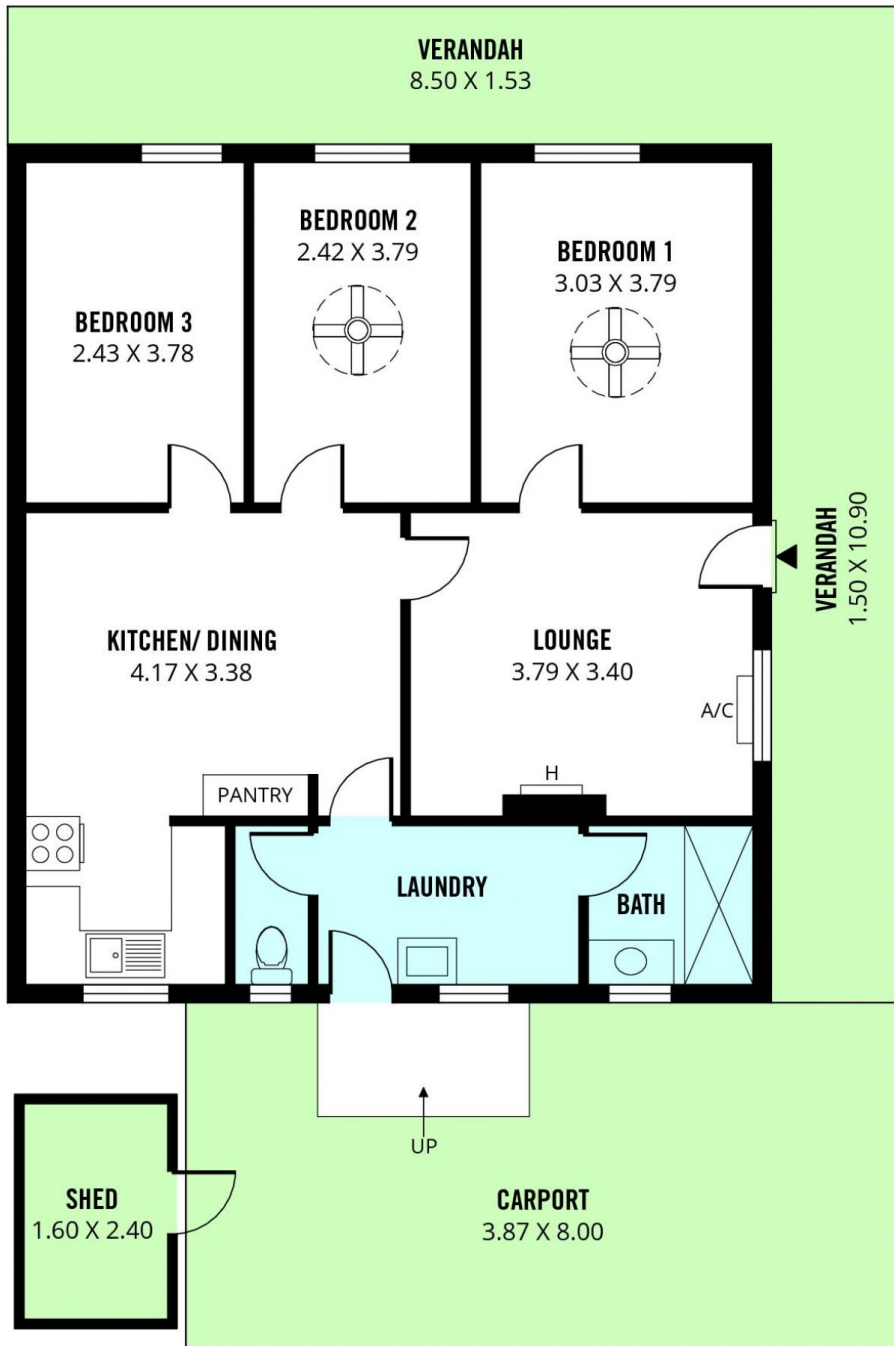 VERANDAH
8.50 X 1.53
BEDROOM 3
2.43 X 3.78
BEDROOM 2
2.42 X 3.79
BEDROOM 1
3.03 X 3.79
VERANDAH
1.50 X 10.90
KITCHEN/ DINING
4.17 X 3.38
LOUNGE
3.79 X 3.40
A/C
H
PANTRY
LAUNDRY
BATH
UP
SHED
1.60 X 2.40
CARPORT
3.87 X 8.00